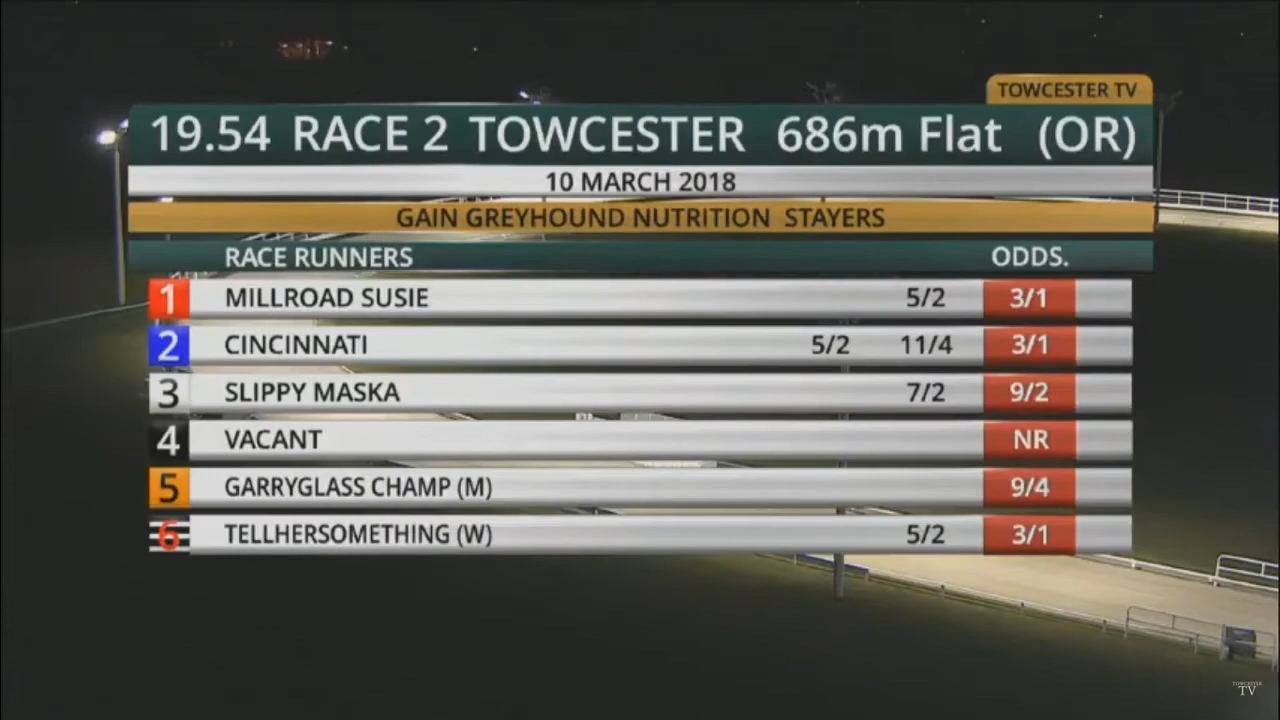 TOWCESTER TV
19.54 RACE 2 TOWCESTER 686m Flat (OR)
10 MARCH 2018
GAIN GREYHOUND NUTRITION STAYERS
RACE RUNNERS ODDS.
1 MILLROAD SUSIE 5/2 3/1
2 CINCINNATI 5/2 11/4 3/1
3 SLIPPY MASKA 7/2 9/2
4 VACANT NR
5 GARRYGLASS CHAMP (M) 9/4
6 TELLHERSOMETHING (W) 5/2 3/1
TOWCESTER
TV